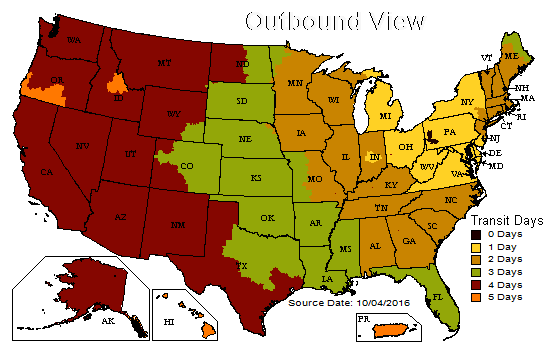 Outbound View
WA
MT
ND
ME
VT
OR
ID
MN
NH
SD
WI
NY
MA
WY
MI
RI
CT
IA
PA
NJ
NE
OH
NV
UT
IL
IN
DE
CO
WV
MD
CA
KS
MO
KY
VA
NC
TN
OK
AZ
NM
AR
SC
Transit Days
0 Days
MS
AL
GA
1 Day
2 Days
TX
LA
3 Days
4 Days
FL
5 Days
Source Date: 10/04/2016
AK
HI
PR